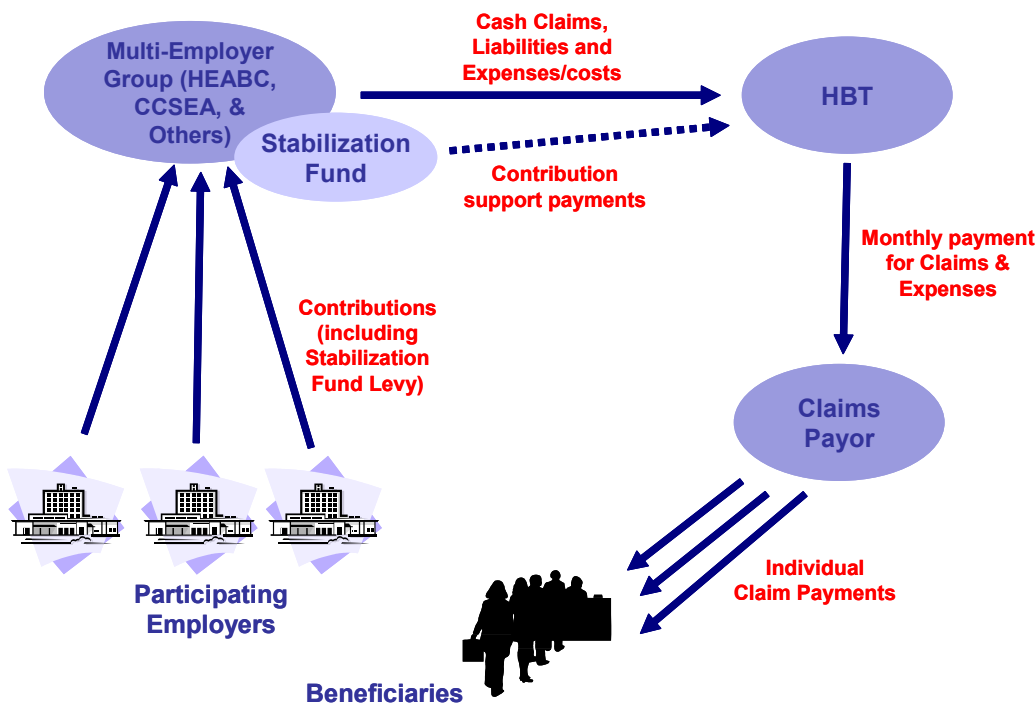 Multi-Employer
Group (HEABC,
CCSEA, &
Others)
Stabilization
Fund
Cash Claims,
Liabilities and
Expenses/costs
HBT
Contribution
support payments
Monthly payment
for Claims &
Expenses
Contributions
(including
Stabilization
Fund Levy)
Claims
Payor
Participating
Employers
Individual
Claim Payments
Beneficiaries